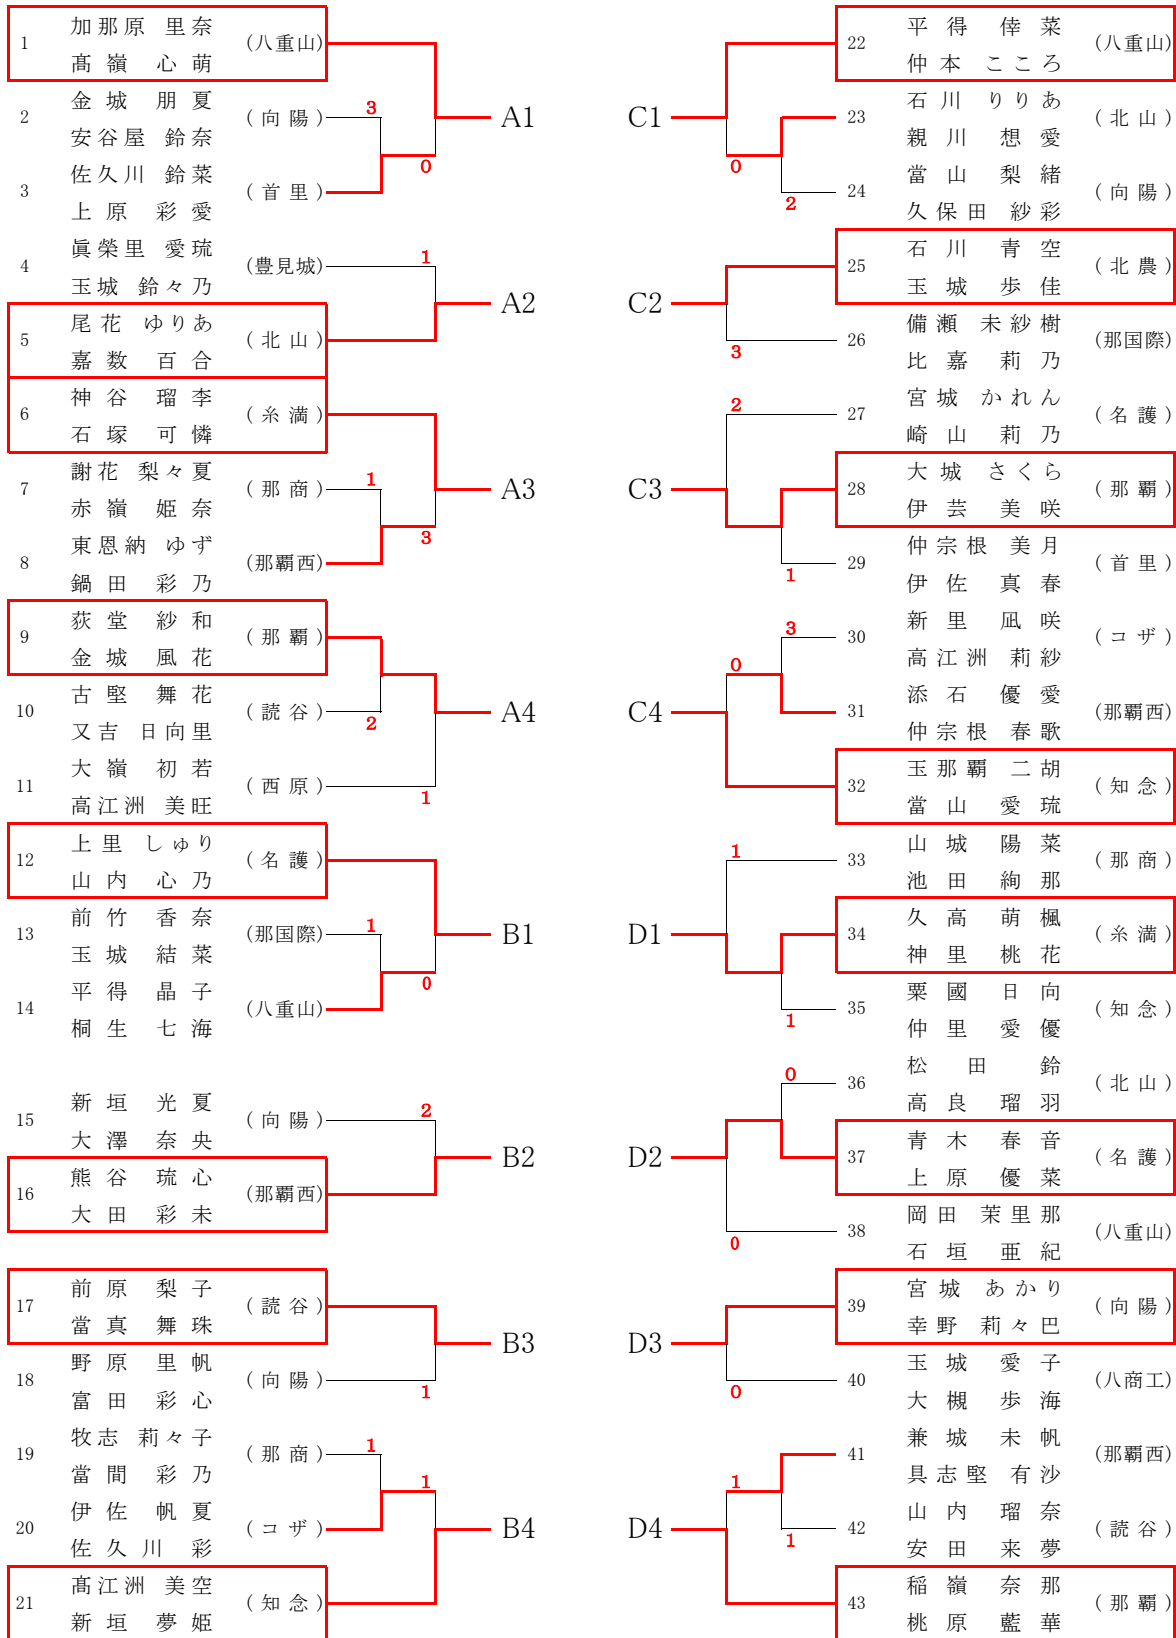 1 加那原 里奈 (八重山)
髙嶺 心萌
2 金城 朋夏 (向陽) 3
安谷屋 鈴奈
A1
3 佐久川 鈴菜 (首里) 0
上原 彩愛
4 眞榮里 愛琉 (豊見城) 1
玉城 鈴々乃
A2
5 尾花 ゆりあ (北山)
嘉数 百合
6 神谷 瑠李 (糸満)
石塚 可憐
7 謝花 梨々夏 (那商) 1
赤嶺 姫奈
A3
8 東恩納 ゆず (那覇西) 3
鍋田 彩乃
9 荻堂 紗和 (那覇)
金城 風花
10 古堅 舞花 (読谷) 2
又吉 日向里
A4
11 大嶺 初若 (西原) 1
高江洲 美旺
12 上里 しゅり (名護)
山内 心乃
13 前竹 香奈 (那国際) 1
玉城 結菜
B1
14 平得 晶子 (八重山) 0
桐生 七海
15 新垣 光夏 (向陽) 2
大澤 奈央
B2
16 熊谷 琉心 (那覇西)
大田 彩未
17 前原 梨子 (読谷)
當真 舞珠
B3
18 野原 里帆 (向陽) 1
富田 彩心
19 牧志 莉々子 (那商) 1
當間 彩乃
1
20 伊佐 帆夏 (コザ)
佐久川 彩
B4
21 髙江洲 美空 (知念)
新垣 夢姫
22 平得 倖菜 (八重山)
仲本 こころ
C1
23 石川 りりあ (北山)
親川 想愛
0
24 當山 梨緒 (向陽)
久保田 紗彩
2
25 石川 青空 (北農)
玉城 歩佳
C2
26 備瀬 未紗樹 (那国際)
比嘉 莉乃
3
27 宮城 かれん (名護)
崎山 莉乃
2
C3
28 大城 さくら (那覇)
伊芸 美咲
29 仲宗根 美月 (首里)
伊佐 真春
1
30 新里 凪咲 (コザ)
高江洲 莉紗
3
0
C4
31 添石 優愛 (那覇西)
仲宗根 春歌
32 玉那覇 二胡 (知念)
當山 愛琉
33 山城 陽菜 (那商)
池田 絢那
1
D1
34 久高 萌楓 (糸満)
神里 桃花
35 粟國 日向 (知念)
仲里 愛優
1
36 松田 鈴 (北山)
高良 瑠羽
0
D2
37 青木 春音 (名護)
上原 優菜
38 岡田 茉里那 (八重山)
石垣 亜紀
0
39 宮城 あかり (向陽)
幸野 莉々巴
D3
40 玉城 愛子 (八商工)
大槻 歩海
0
41 兼城 未帆 (那覇西)
具志堅 有沙
1
D4
42 山内 瑠奈 (読谷)
安田 来夢
1
43 稲嶺 奈那 (那覇)
桃原 藍華